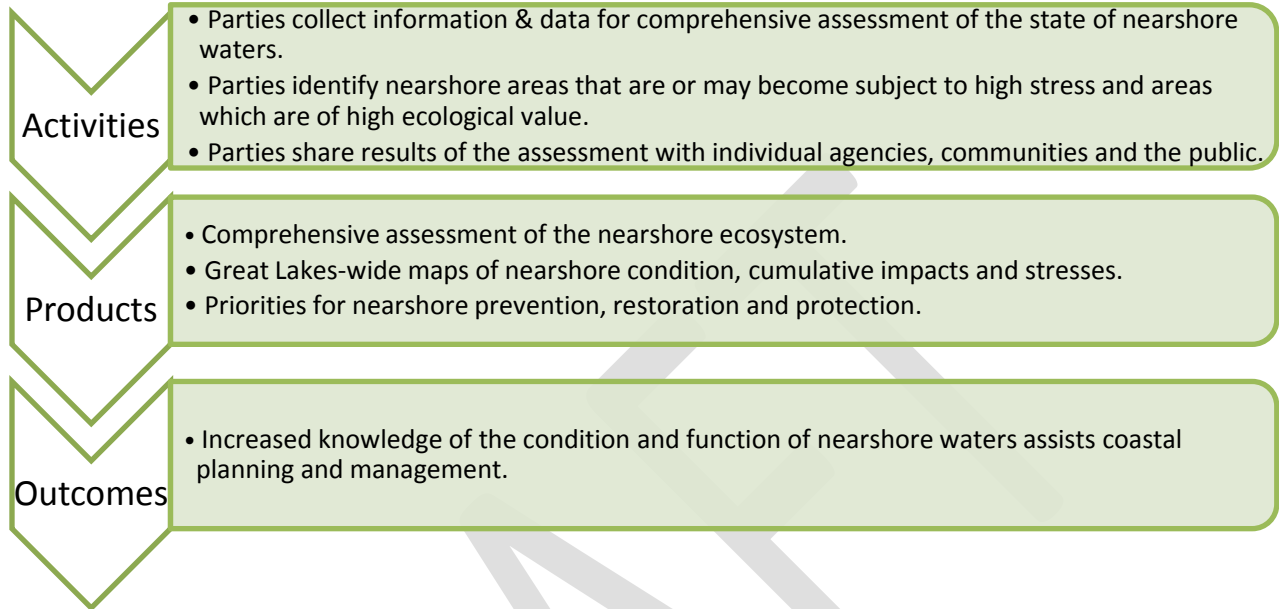 Activities
• Parties collect information & data for comprehensive assessment of the state of nearshore
waters.
• Parties identify nearshore areas that are or may become subject to high stress and areas
which are of high ecological value.
• Parties share results of the assessment with individual agencies, communities and the public.
Products
• Comprehensive assessment of the nearshore ecosystem.
• Great Lakes-wide maps of nearshore condition, cumulative impacts and stresses.
• Priorities for nearshore prevention, restoration and protection.
Outcomes
• Increased knowledge of the condition and function of nearshore waters assists coastal
planning and management.